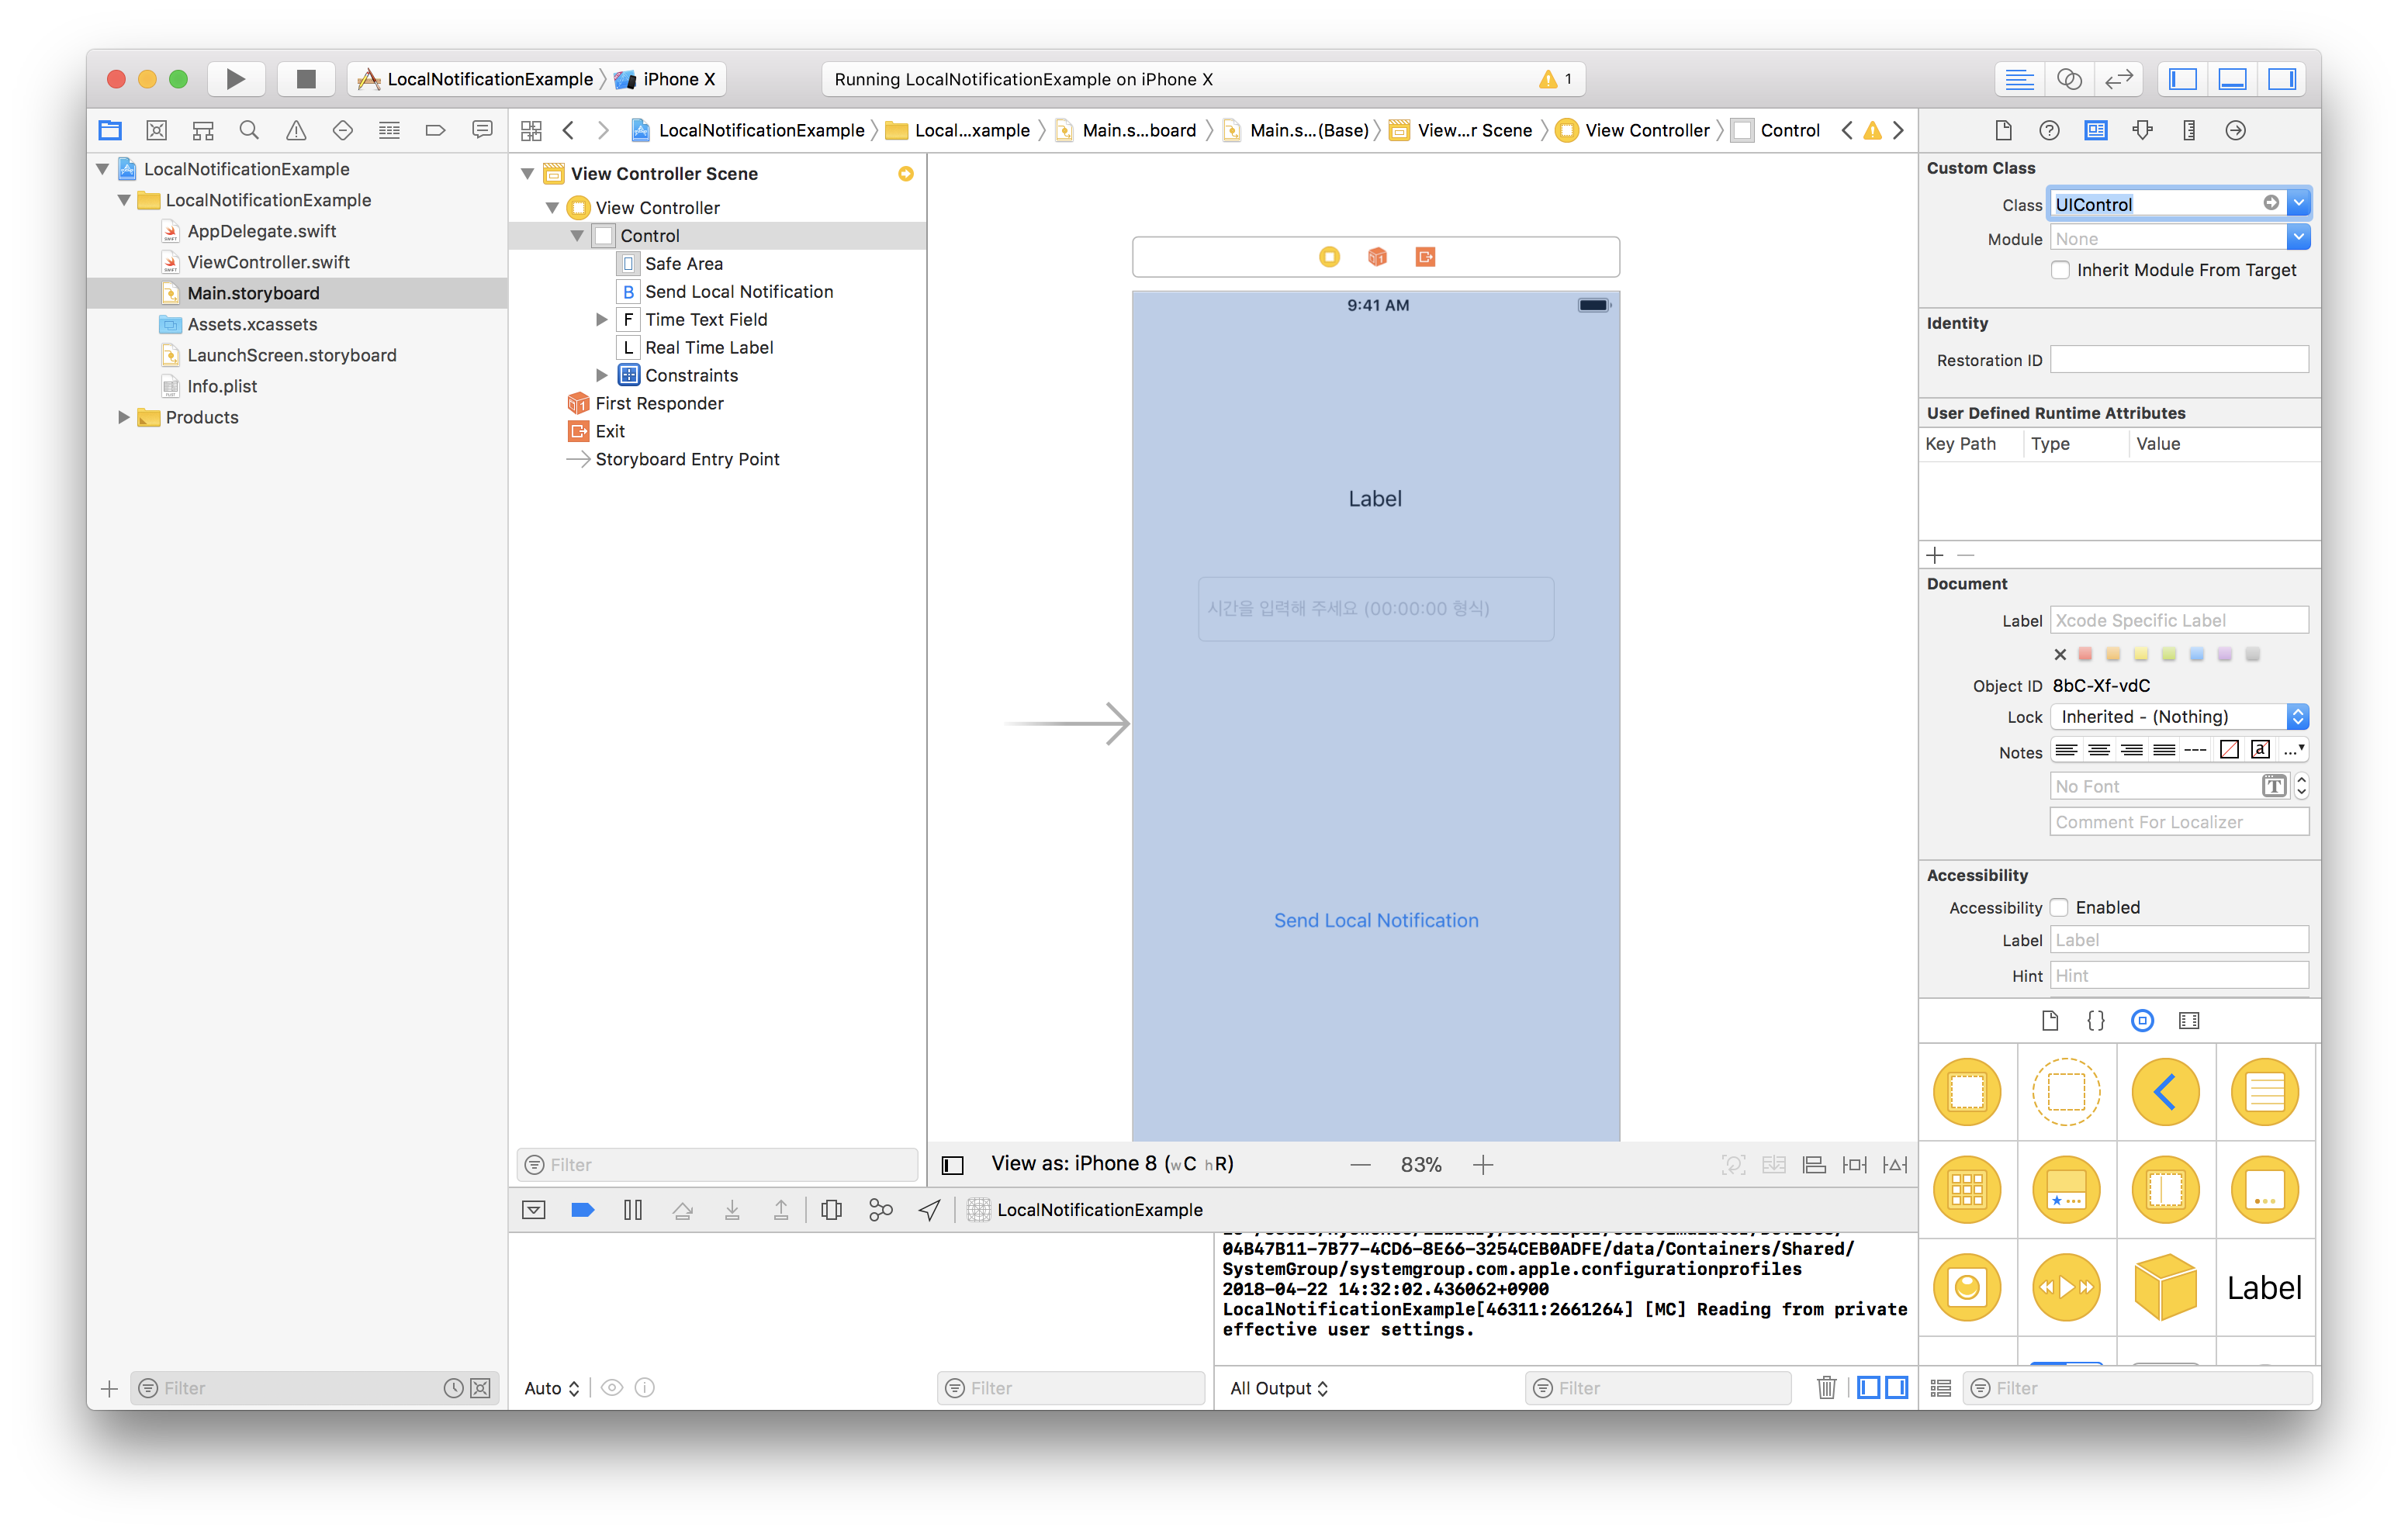 LocalNotificationExample
iPhone X
Running LocalNotificationExample on iPhone X
1
LocalNotificationExample
Local...xample
Main.s...board
Main.s...(Base)
View...r Scene
View Controller
Control
LocalNotificationExample
LocalNotificationExample
AppDelegate.swift
ViewController.swift
Main.storyboard
Assets.xcassets
LaunchScreen.storyboard
Info.plist
Products
Filter
View Controller Scene
View Controller
Control
Safe Area
B Send Local Notification
F Time Text Field
L Real Time Label
Constraints
First Responder
Exit
Storyboard Entry Point
Filter
9:41 AM
Label
시간을 입력해 주세요 (00:00:00 형식)
Send Local Notification
View as: iPhone 8 (wC hR)
83%
LocalNotificationExample
04B47B11-7B77-4CD6-8E66-3254CEB0ADFE/data/Containers/Shared/
SystemGroup/systemgroup.com.apple.configurationprofiles
2018-04-22 14:32:02.436062+0900
LocalNotificationExample[46311:2661264] [MC] Reading from private
effective user settings.
Auto
Filter
All Output
Filter
Custom Class
Class UIControl
Module None
Inherit Module From Target
Identity
Restoration ID
User Defined Runtime Attributes
Key Path Type Value
Document
Label Xcode Specific Label
Object ID 8bC-Xf-vdC
Lock Inherited - (Nothing)
Notes
No Font
Comment For Localizer
Accessibility
Accessibility Enabled
Label Label
Hint Hint
Label
Filter